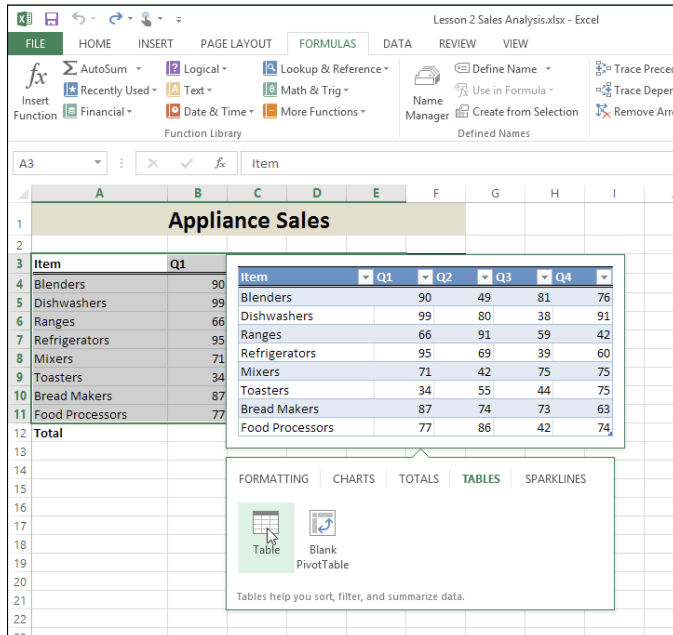 Lesson 2 Sales Analysis.xlsx - Excel
FILE HOME INSERT PAGE LAYOUT FORMULAS DATA REVIEW VIEW
fx Insert Function
Σ AutoSum
Recently Used
Financial
? Logical
A Text
Date & Time
Lookup & Reference
θ Math & Trig
More Functions
Function Library
Name Manager
Define Name
Use in Formula
Create from Selection
Defined Names
Trace Prece
Trace Depen
Remove Arr
A3 fx Item
A B C D E F G H I
1 Appliance Sales
2
3 Item Q1
4 Blenders 90
5 Dishwashers 99
6 Ranges 66
7 Refrigerators 95
8 Mixers 71
9 Toasters 34
10 Bread Makers 87
11 Food Processors 77
12 Total
13
14
15
16
17
18
19
20
21
22
Item Q1 Q2 Q3 Q4
Blenders 90 49 81 76
Dishwashers 99 80 38 91
Ranges 66 91 59 42
Refrigerators 95 69 39 60
Mixers 71 42 75 75
Toasters 34 55 44 75
Bread Makers 87 74 73 63
Food Processors 77 86 42 74
FORMATTING CHARTS TOTALS TABLES SPARKLINES
Table
Blank PivotTable
Tables help you sort, filter, and summarize data.